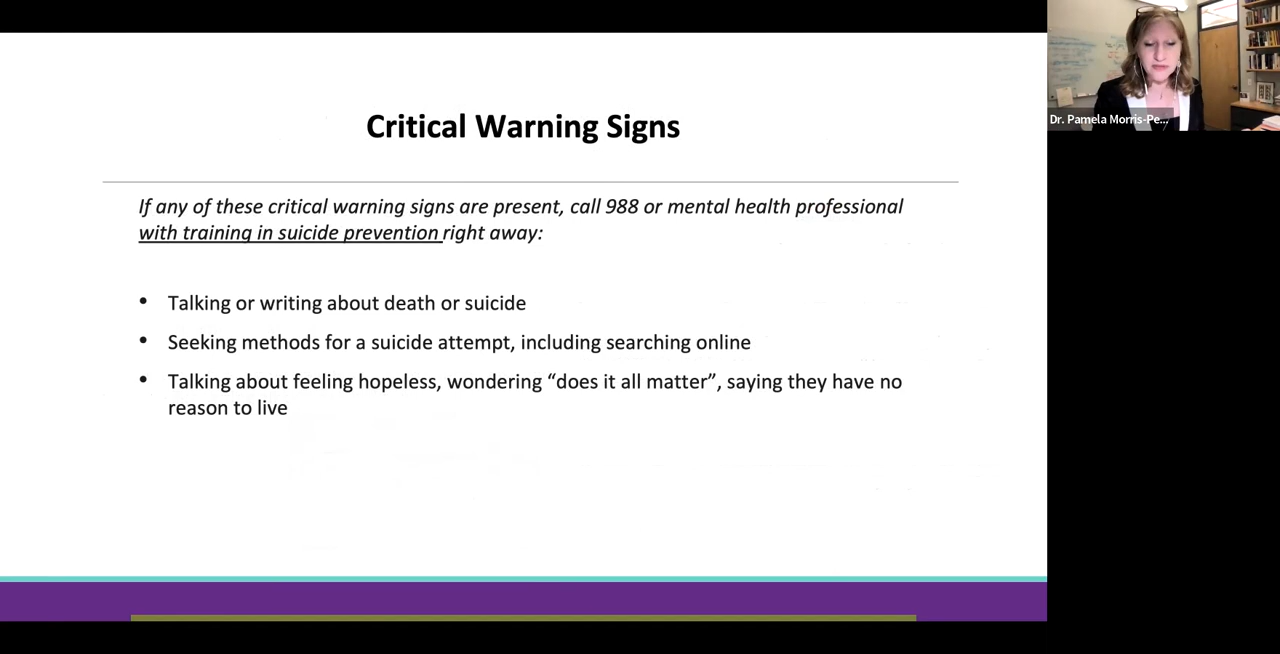 Critical Warning Signs
If any of these critical warning signs are present, call 988 or mental health professional
with training in suicide prevention right away:
• Talking or writing about death or suicide
• Seeking methods for a suicide attempt, including searching online
• Talking about feeling hopeless, wondering “does it all matter”, saying they have no
reason to live
Dr. Pamela Morris-Pe...